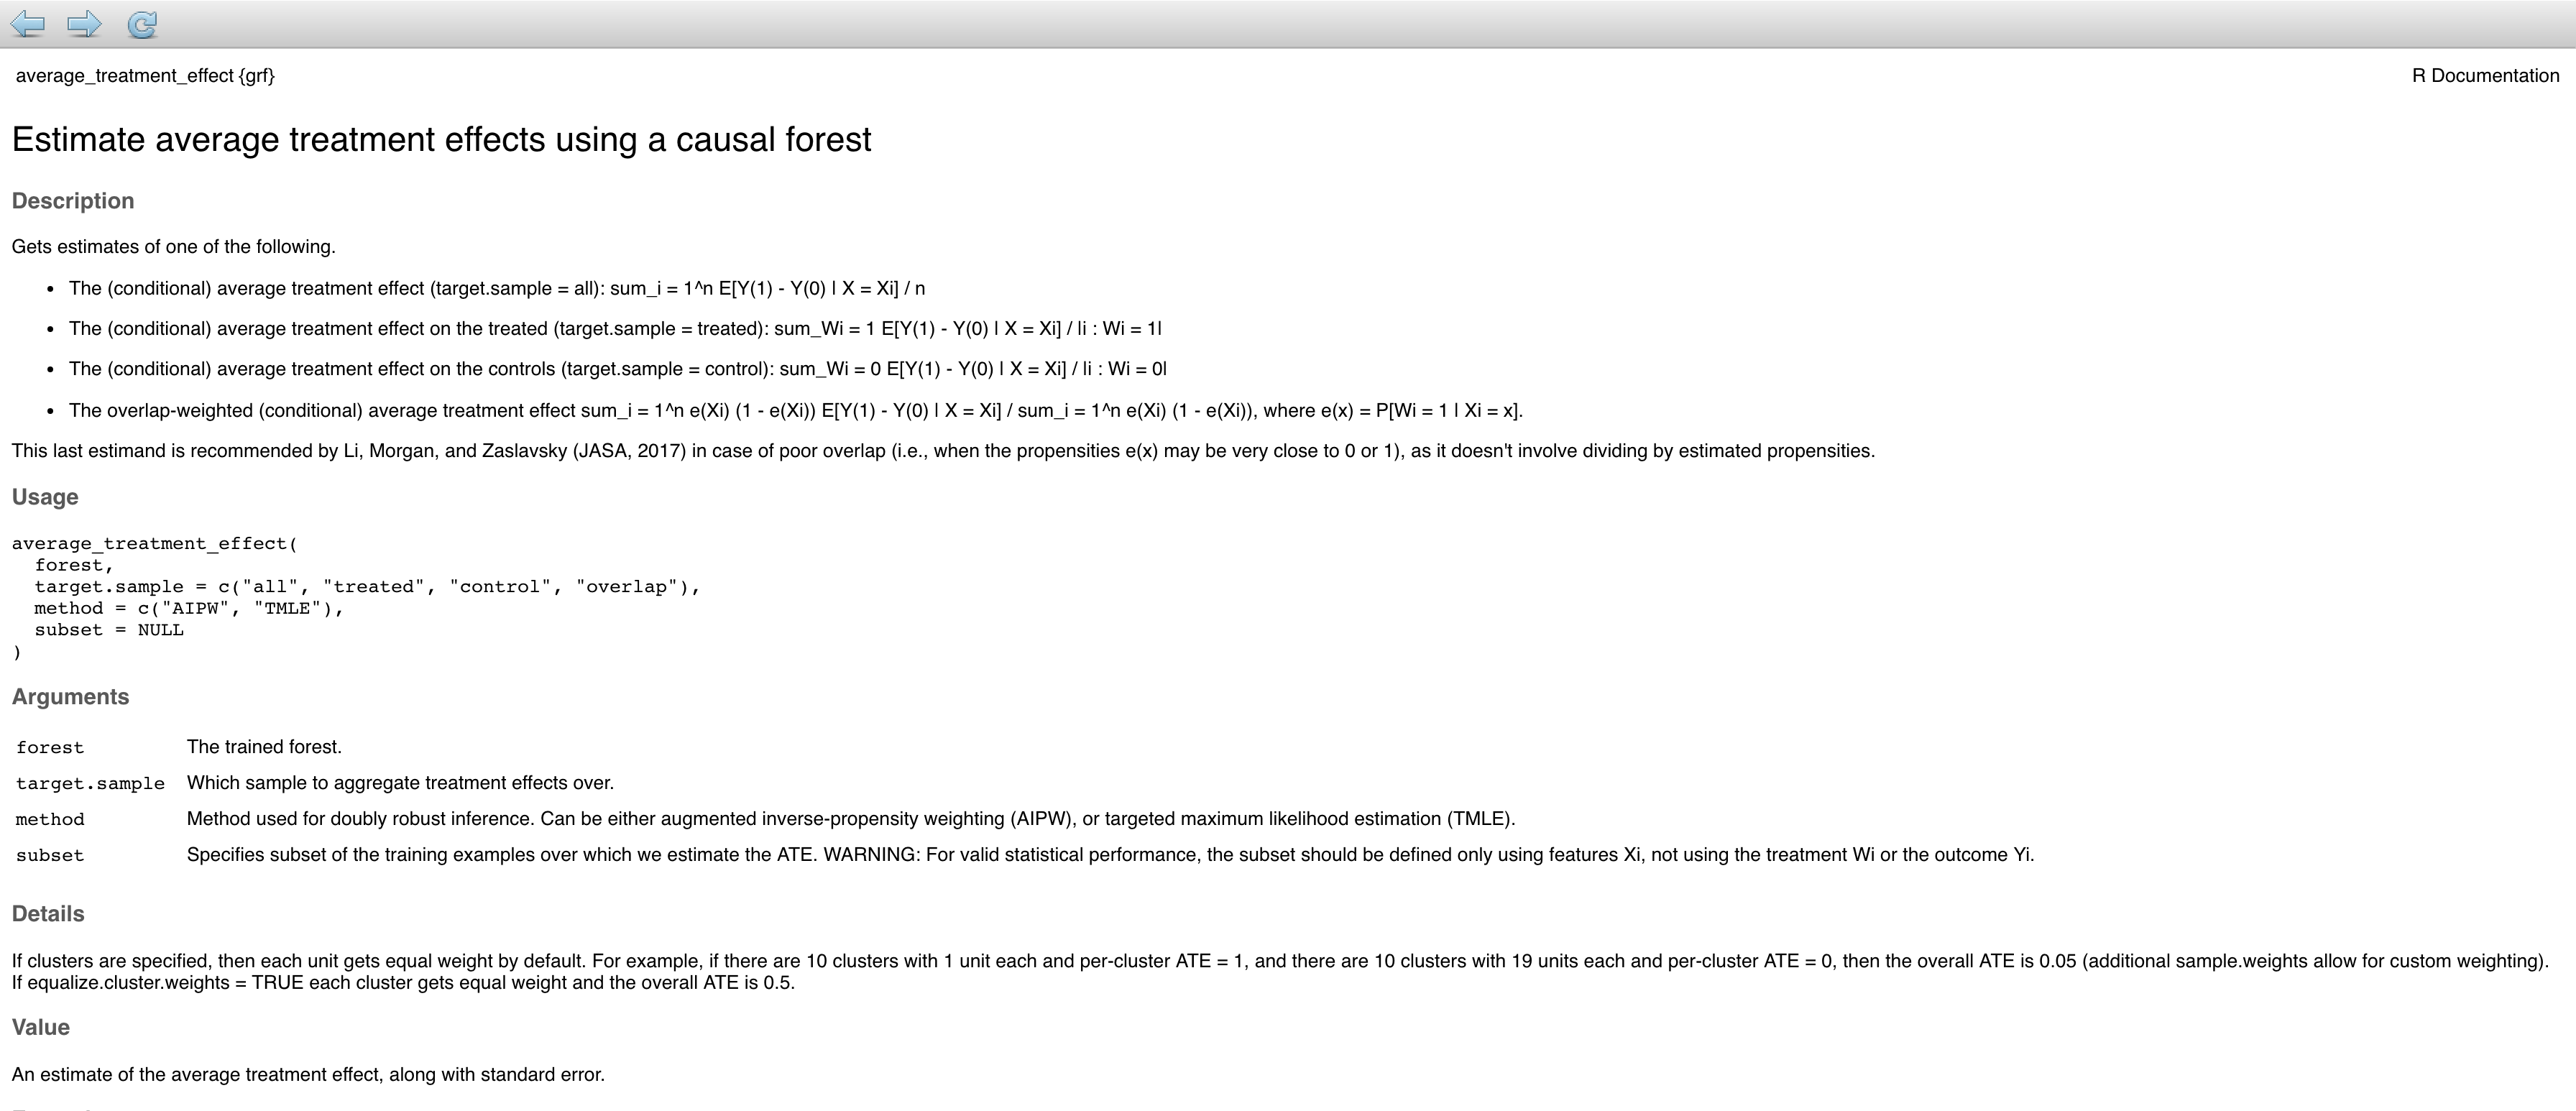 average_treatment_effect {grf}
R Documentation
Estimate average treatment effects using a causal forest
Description
Gets estimates of one of the following.
• The (conditional) average treatment effect (target.sample = all): sum_i = 1^n E[Y(1) - Y(0) | X = Xi] / n
• The (conditional) average treatment effect on the treated (target.sample = treated): sum_Wi = 1 E[Y(1) - Y(0) | X = Xi] / |i : Wi = 1|
• The (conditional) average treatment effect on the controls (target.sample = control): sum_Wi = 0 E[Y(1) - Y(0) | X = Xi] / |i : Wi = 0|
• The overlap-weighted (conditional) average treatment effect sum_i = 1^n e(Xi) (1 - e(Xi)) E[Y(1) - Y(0) | X = Xi] / sum_i = 1^n e(Xi) (1 - e(Xi)), where e(x) = P[Wi = 1 | Xi = x].
This last estimand is recommended by Li, Morgan, and Zaslavsky (JASA, 2017) in case of poor overlap (i.e., when the propensities e(x) may be very close to 0 or 1), as it doesn't involve dividing by estimated propensities.
Usage
average_treatment_effect(
  forest,
  target.sample = c("all", "treated", "control", "overlap"),
  method = c("AIPW", "TMLE"),
  subset = NULL
)
Arguments
forest The trained forest.
target.sample Which sample to aggregate treatment effects over.
method Method used for doubly robust inference. Can be either augmented inverse-propensity weighting (AIPW), or targeted maximum likelihood estimation (TMLE).
subset Specifies subset of the training examples over which we estimate the ATE. WARNING: For valid statistical performance, the subset should be defined only using features Xi, not using the treatment Wi or the outcome Yi.
Details
If clusters are specified, then each unit gets equal weight by default. For example, if there are 10 clusters with 1 unit each and per-cluster ATE = 1, and there are 10 clusters with 19 units each and per-cluster ATE = 0, then the overall ATE is 0.05 (additional sample.weights allow for custom weighting).
If equalize.cluster.weights = TRUE each cluster gets equal weight and the overall ATE is 0.5.
Value
An estimate of the average treatment effect, along with standard error.